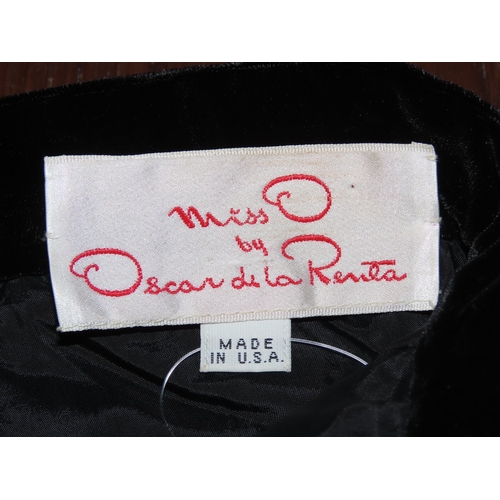 Miss O
by
Oscar de la Renta
MADE
IN U.S.A.